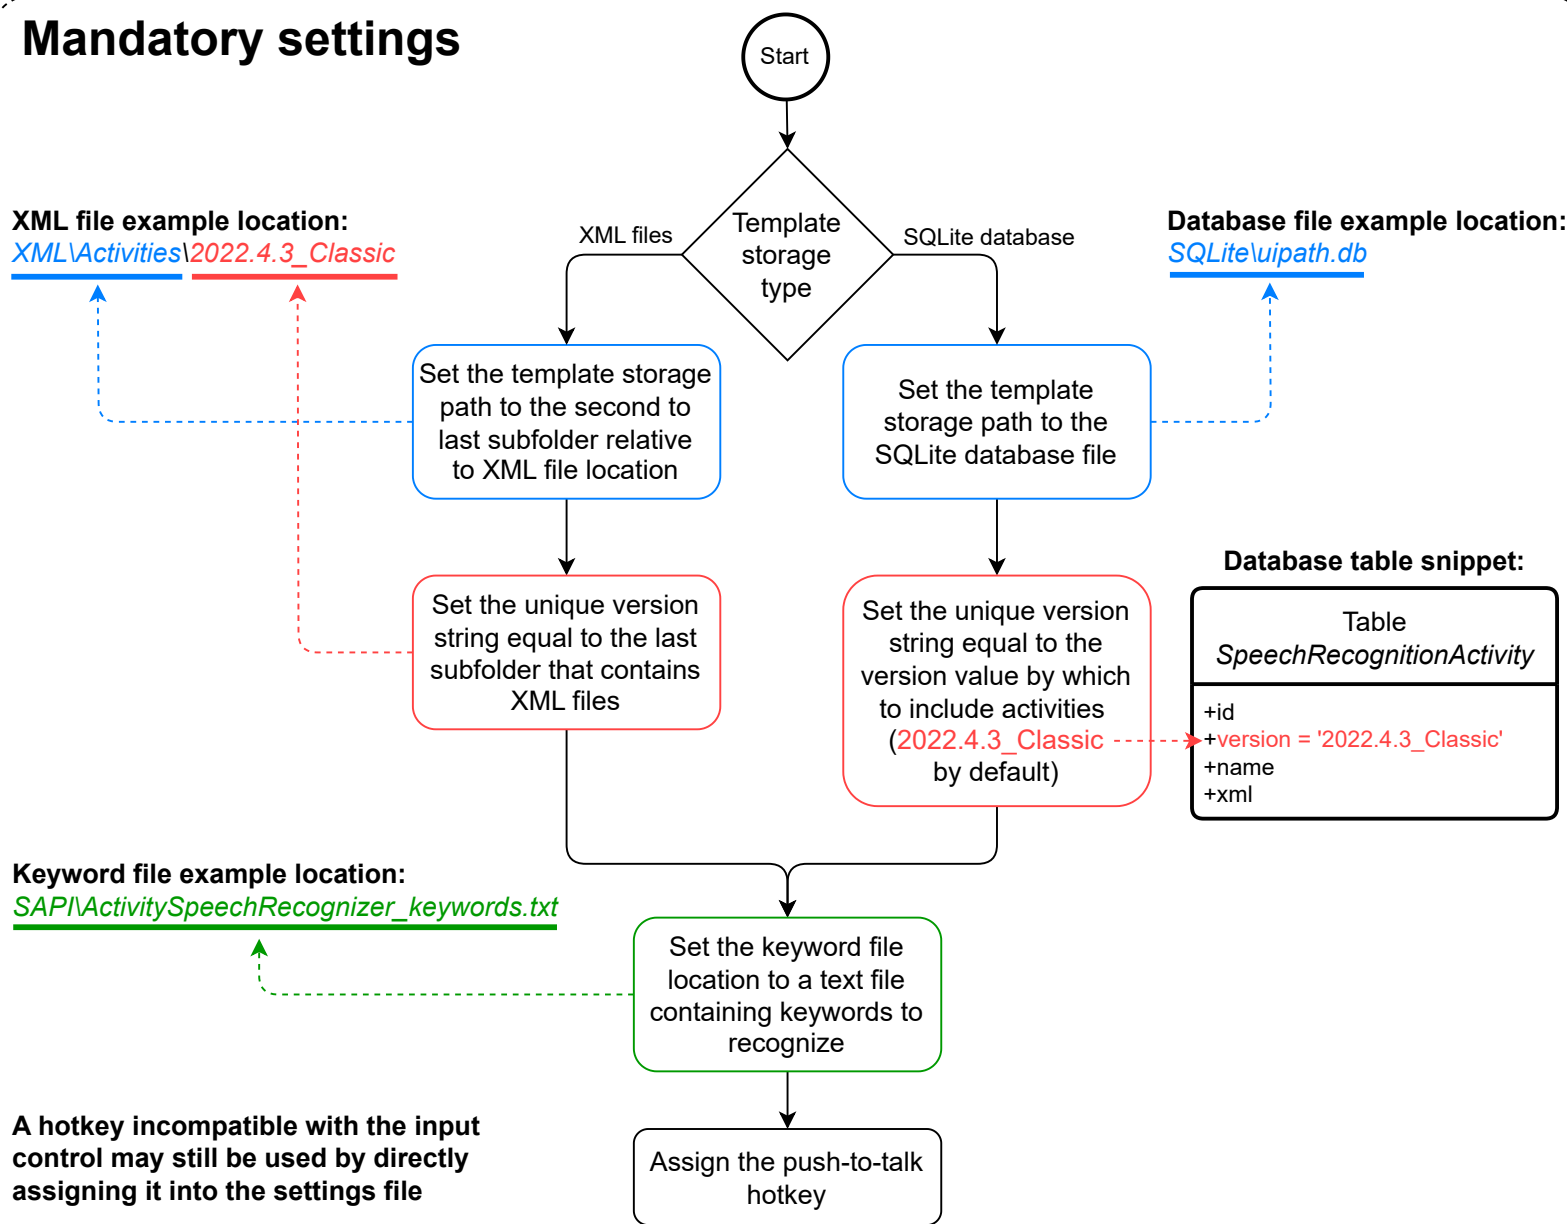 Mandatory settings
Start
Template
storage
type
XML files
SQLite database
XML file example location:
XML\Activities\2022.4.3_Classic
Database file example location:
SQLite\uipath.db
Set the template storage
path to the second to
last subfolder relative
to XML file location
Set the template
storage path to the
SQLite database file
Set the unique version
string equal to the last
subfolder that contains
XML files
Set the unique version
string equal to the
version value by which
to include activities
(2022.4.3_Classic
by default)
Database table snippet:
Table
SpeechRecognitionActivity
+id
+version = '2022.4.3_Classic'
+name
+xml
Keyword file example location:
SAPI\ActivitySpeechRecognizer_keywords.txt
Set the keyword file
location to a text file
containing keywords to
recognize
A hotkey incompatible with the input
control may still be used by directly
assigning it into the settings file
Assign the push-to-talk
hotkey